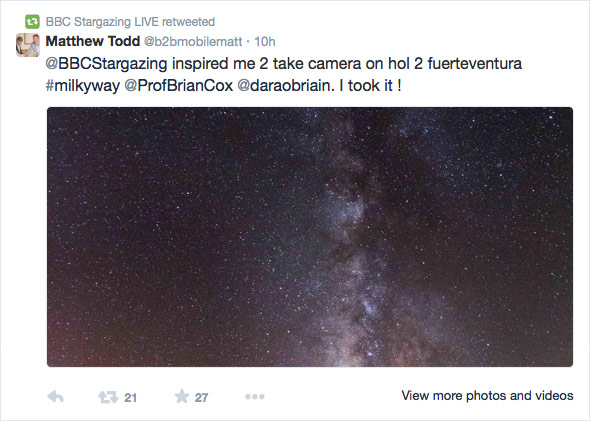 BBC Stargazing LIVE retweeted
Matthew Todd @b2bmobilematt · 10h
@BBCStargazing inspired me 2 take camera on hol 2 fuerteventura
#milkyway @ProfBrianCox @daraobriain. I took it !
21 27 View more photos and videos